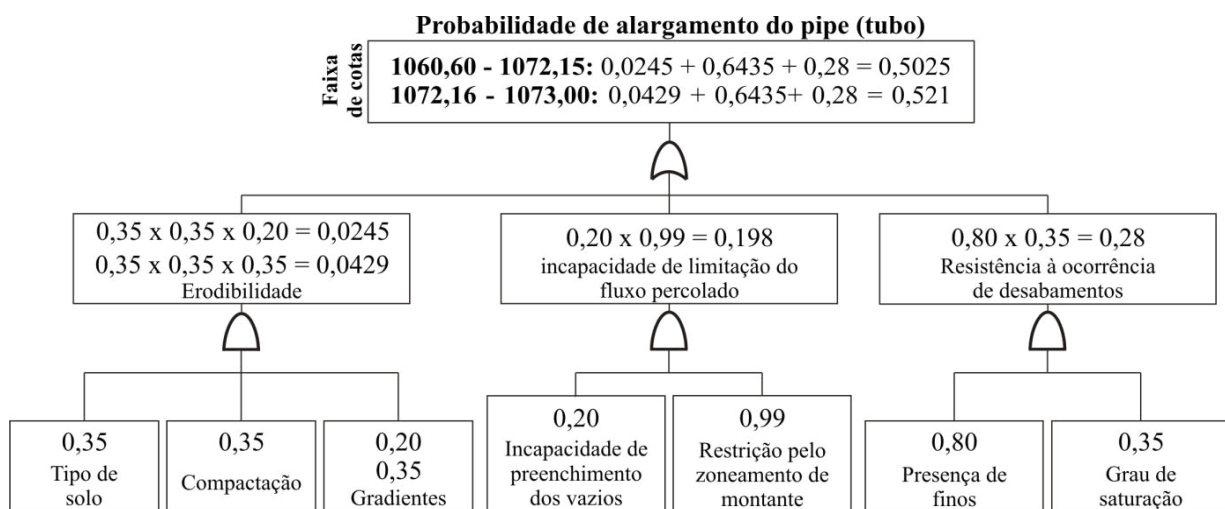 Probabilidade de alargamento do pipe (tubo)
Faixa
de cotas
1060,60 - 1072,15: 0,0245 + 0,6435 + 0,28 = 0,5025
1072,16 - 1073,00: 0,0429 + 0,6435+ 0,28 = 0,521
0,35 x 0,35 x 0,20 = 0,0245
0,35 x 0,35 x 0,35 = 0,0429
Erodibilidade
0,20 x 0,99 = 0,198
incapacidade de limitação do
fluxo percolado
0,80 x 0,35 = 0,28
Resistência à ocorrência
de desabamentos
0,35
Tipo de
solo
0,35
Compactação
0,20
0,35
Gradientes
0,20
Incapacidade de
preenchimento
dos vazios
0,99
Restrição pelo
zoneamento de
montante
0,80
Presença de
finos
0,35
Grau de
saturação